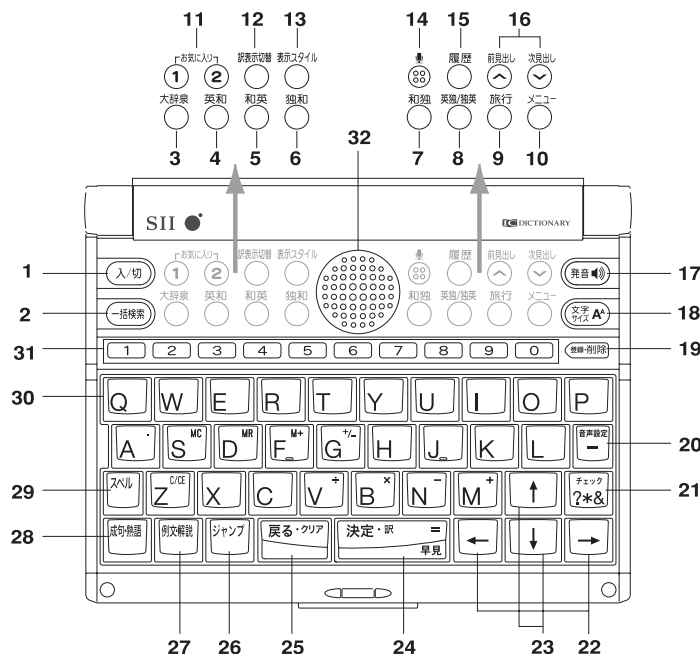 11 12 13 14 15 16
お気に入り 訳表示切替 表示スタイル 履歴 前見出し 次見出し
1 2
大辞泉 英和 和英 独和 和独 英独/独英 旅行 メニュー
3 4 5 6 32 7 8 9 10
SII IC DICTIONARY
お気に入り 訳表示切替 表示スタイル 履歴 前見出し 次見出し
1 入/切 1 2 発音 17
大辞泉 英和 和英 独和 和独 英独/独英 旅行 メニュー
2 一括検索 文字サイズ AA 18
31 1 2 3 4 5 6 7 8 9 0 登録・削除 19
30 Q W E R T Y U I O P
A S MC D MR F M+ G +/- H J K L 音声設定 - 20
29 スペル Z C/CE X C V ÷ B × N − M + ↑ チェック ?*& 21
28 成句・熟語 例文解説 ジャンプ 戻る・クリア 決定・訳 = 早見 ← ↓ →
27 26 25 24 23 22